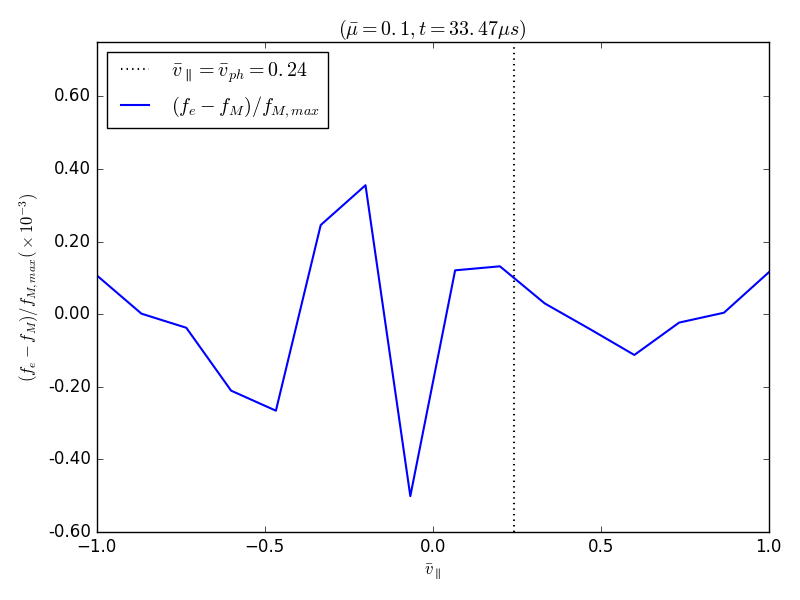 (μ̄ = 0.1, t = 33.47μs)
v̄∥ = v̄ph = 0.24
(fe − fM)/fM,max
0.60
0.40
0.20
0.00
-0.20
-0.40
-0.60
(fe − fM)/fM,max(×10−3)
−1.0 −0.5 0.0 0.5 1.0
v̄∥